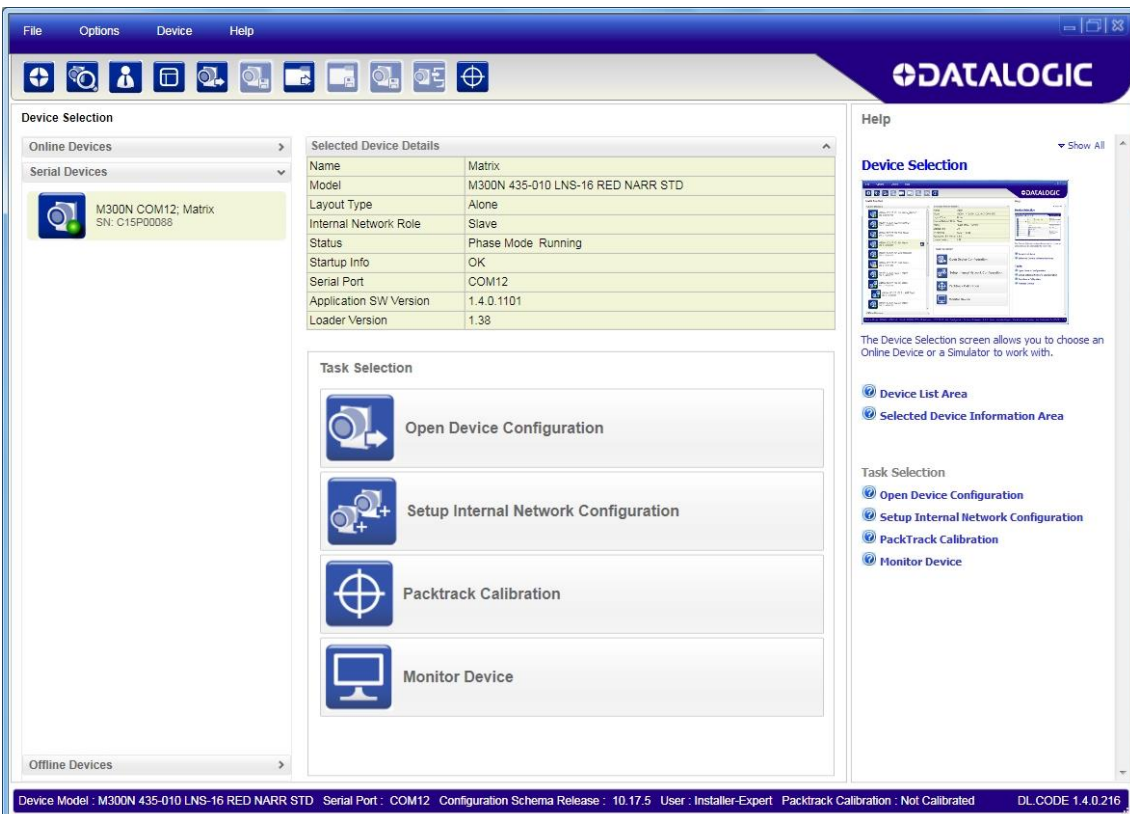 File Options Device Help
DATALOGIC
Device Selection
Online Devices
Serial Devices
M300N COM12; Matrix
SN: C15P00088
Offline Devices
Selected Device Details
Name Matrix
Model M300N 435-010 LNS-16 RED NARR STD
Layout Type Alone
Internal Network Role Slave
Status Phase Mode Running
Startup Info OK
Serial Port COM12
Application SW Version 1.4.0.1101
Loader Version 1.38
Task Selection
Open Device Configuration
Setup Internal Network Configuration
Packtrack Calibration
Monitor Device
Help
Show All
Device Selection
The Device Selection screen allows you to choose an
Online Device or a Simulator to work with.
Device List Area
Selected Device Information Area
Task Selection
Open Device Configuration
Setup Internal Network Configuration
PackTrack Calibration
Monitor Device
Device Model : M300N 435-010 LNS-16 RED NARR STD Serial Port : COM12 Configuration Schema Release : 10.17.5 User : Installer-Expert Packtrack Calibration : Not Calibrated DL.CODE 1.4.0.216